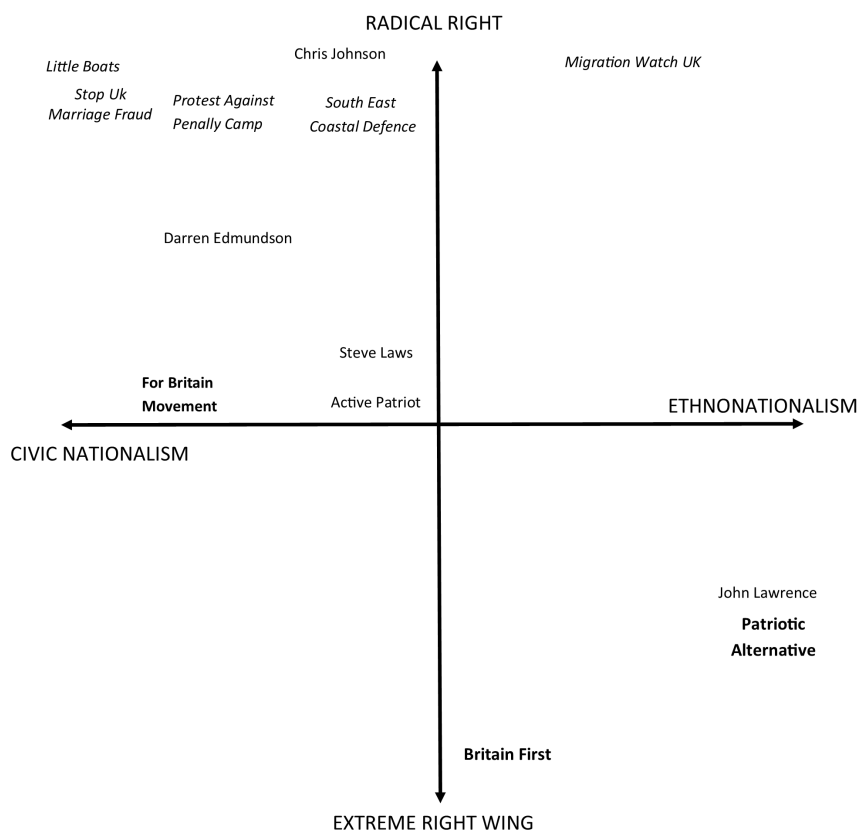 RADICAL RIGHT
Chris Johnson
Little Boats
Migration Watch UK
Stop Uk
Marriage Fraud
Protest Against
Penally Camp
South East
Coastal Defence
Darren Edmundson
Steve Laws
For Britain
Movement
Active Patriot
ETHNONATIONALISM
CIVIC NATIONALISM
John Lawrence
Patriotic
Alternative
Britain First
EXTREME RIGHT WING